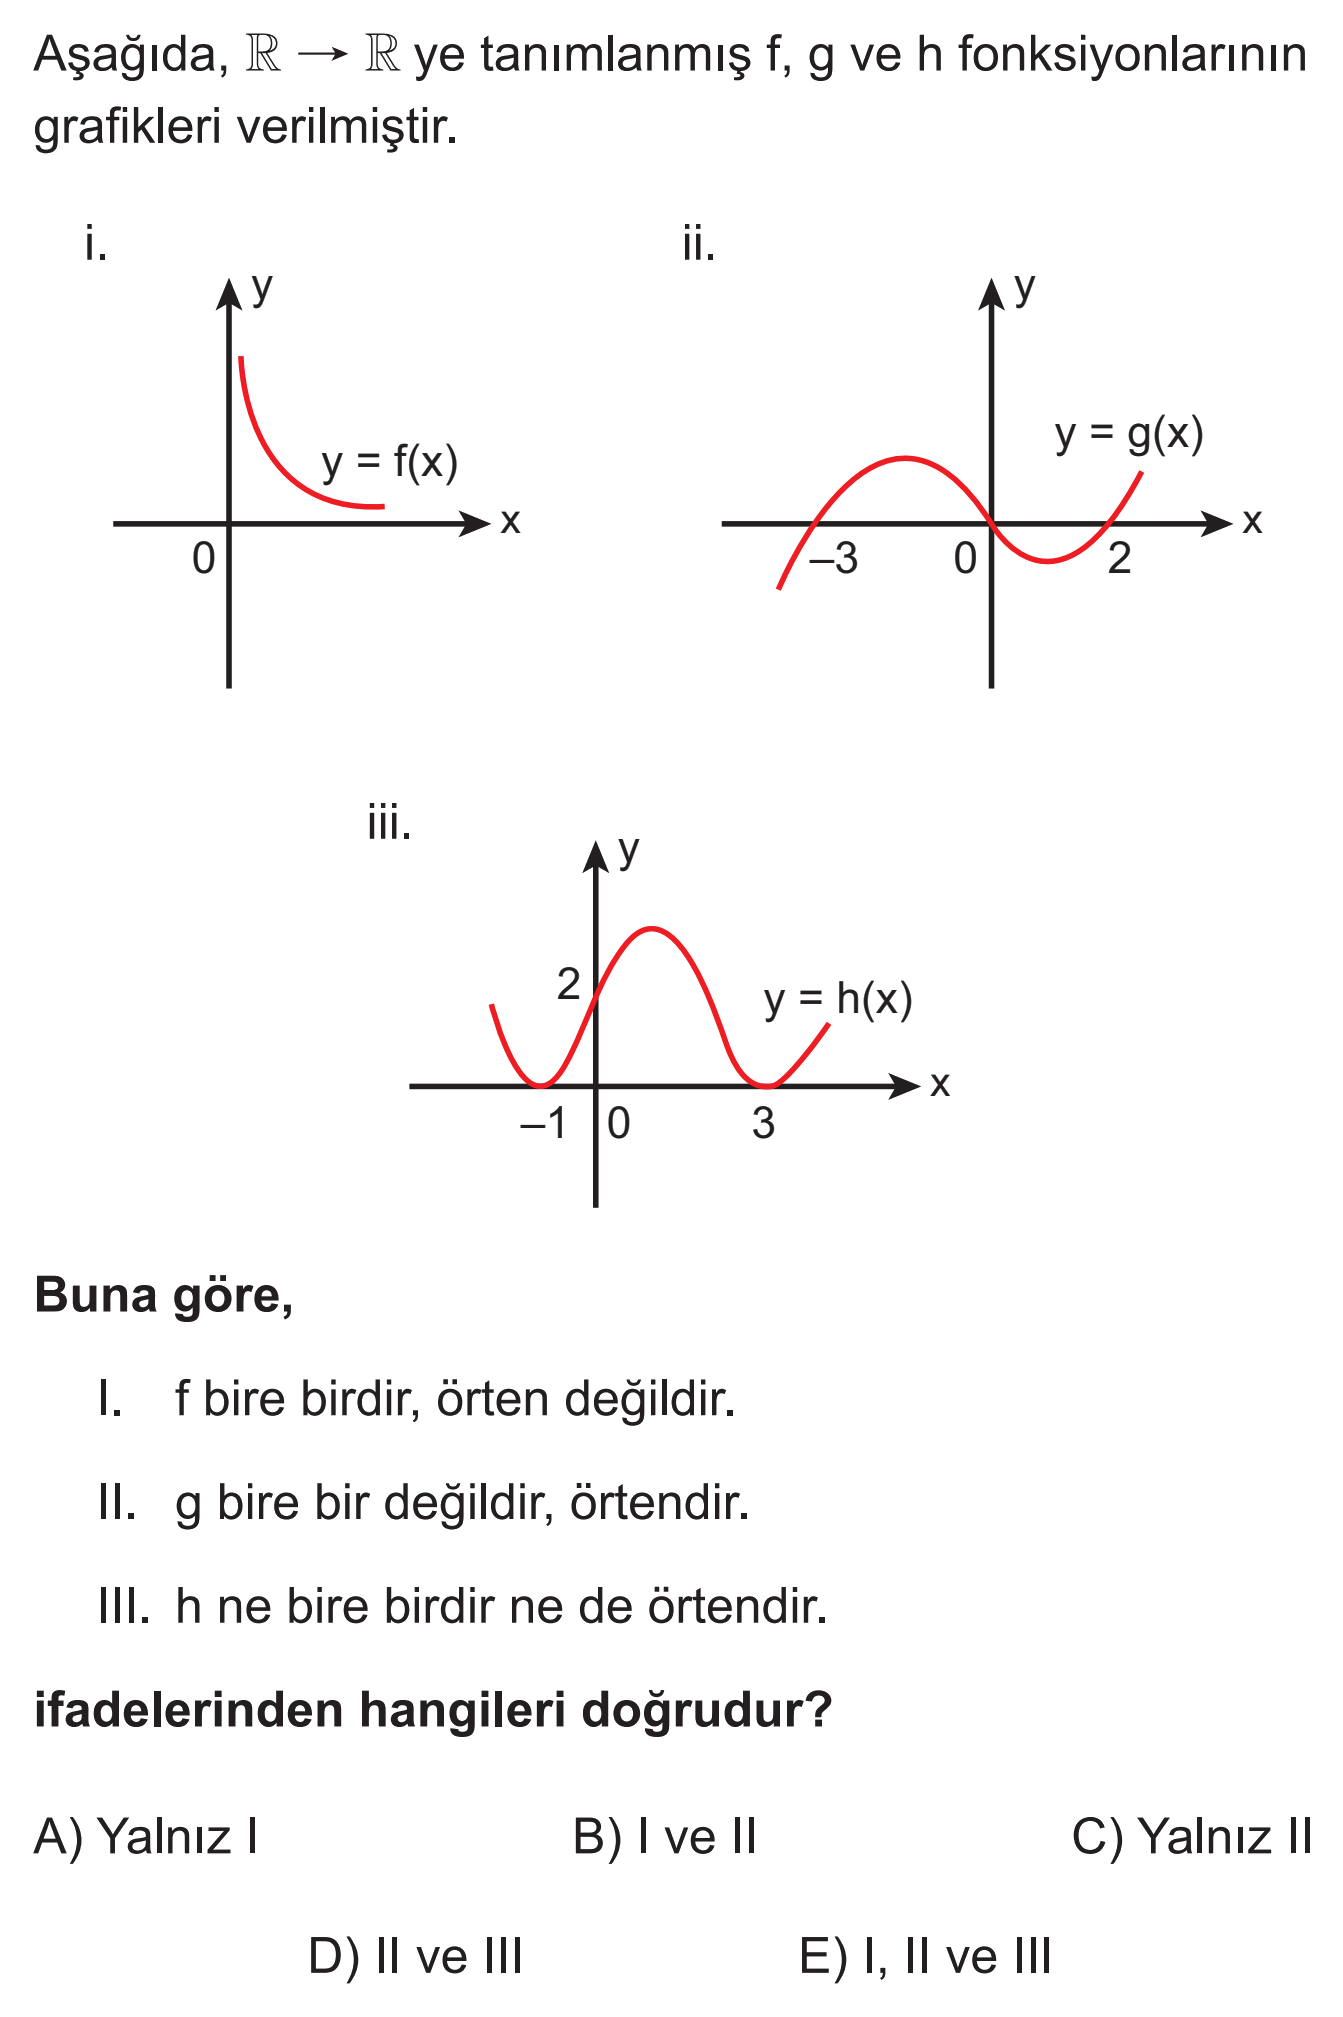 Aşağıda, ℝ → ℝ ye tanımlanmış f, g ve h fonksiyonlarının
grafikleri verilmiştir.
i.
y
y = f(x)
x
0
ii.
y
y = g(x)
x
–3
0
2
iii.
y
2
y = h(x)
x
–1
0
3
Buna göre,
I. f bire birdir, örten değildir.
II. g bire bir değildir, örtendir.
III. h ne bire birdir ne de örtendir.
ifadelerinden hangileri doğrudur?
A) Yalnız I B) I ve II C) Yalnız II
D) II ve III E) I, II ve III